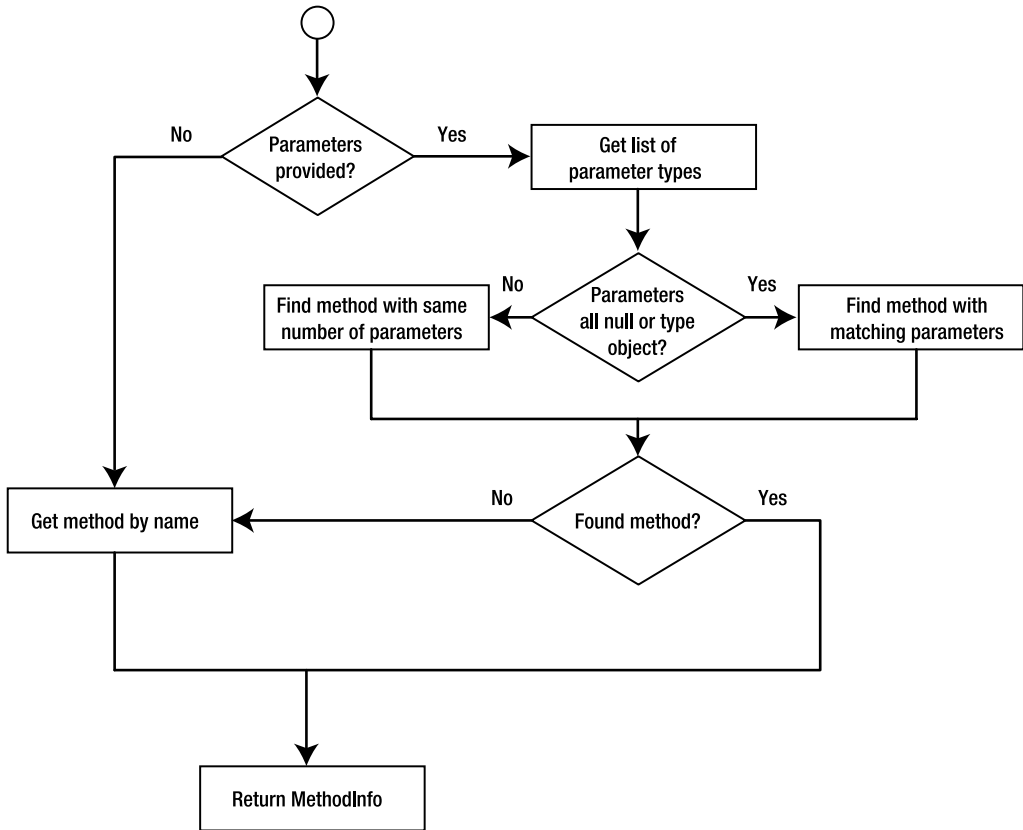 No
Parameters
provided?
Yes
Get list of
parameter types
Find method with same
number of parameters
No
Parameters
all null or type
object?
Yes
Find method with
matching parameters
Get method by name
No
Found method?
Yes
Return MethodInfo